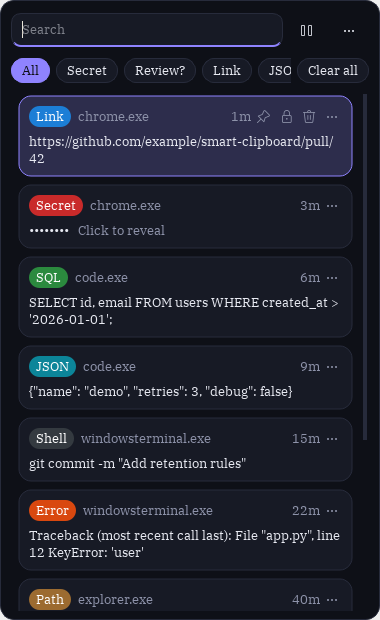 Search
All Secret Review? Link JSO Clear all
Link chrome.exe 1m
https://github.com/example/smart-clipboard/pull/
42
Secret chrome.exe 3m
•••••••• Click to reveal
SQL code.exe 6m
SELECT id, email FROM users WHERE created_at >
'2026-01-01';
JSON code.exe 9m
{"name": "demo", "retries": 3, "debug": false}
Shell windowsterminal.exe 15m
git commit -m "Add retention rules"
Error windowsterminal.exe 22m
Traceback (most recent call last): File "app.py", line
12 KeyError: 'user'
Path explorer.exe 40m